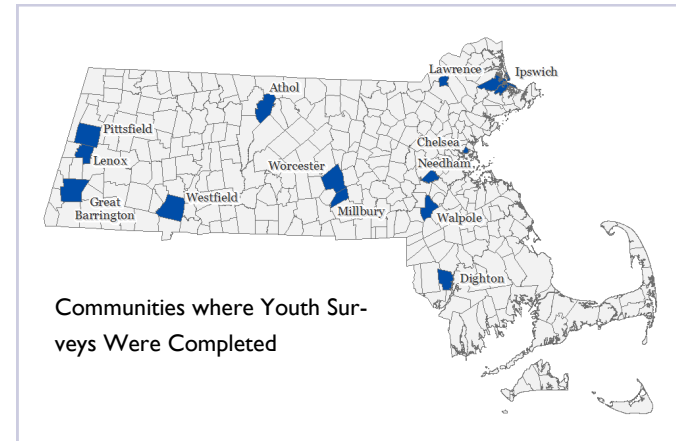 Lawrence
Ipswich
Athol
Pittsfield
Chelsea
Lenox
Worcester
Needham
Great
Barrington
Westfield
Millbury
Walpole
Dighton
Communities where Youth Sur-
veys Were Completed